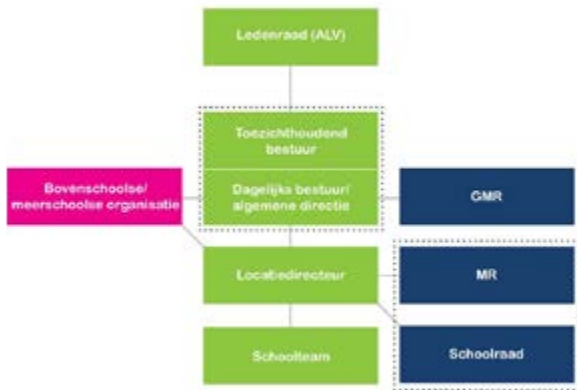 Ledenraad (ALV)
Toezichthoudend
bestuur
Bovenschoolse/
meerschoolse organisatie
Dagelijks bestuur/
algemene directie
GMR
Locatiedirecteur
MR
Schoolteam
Schoolraad